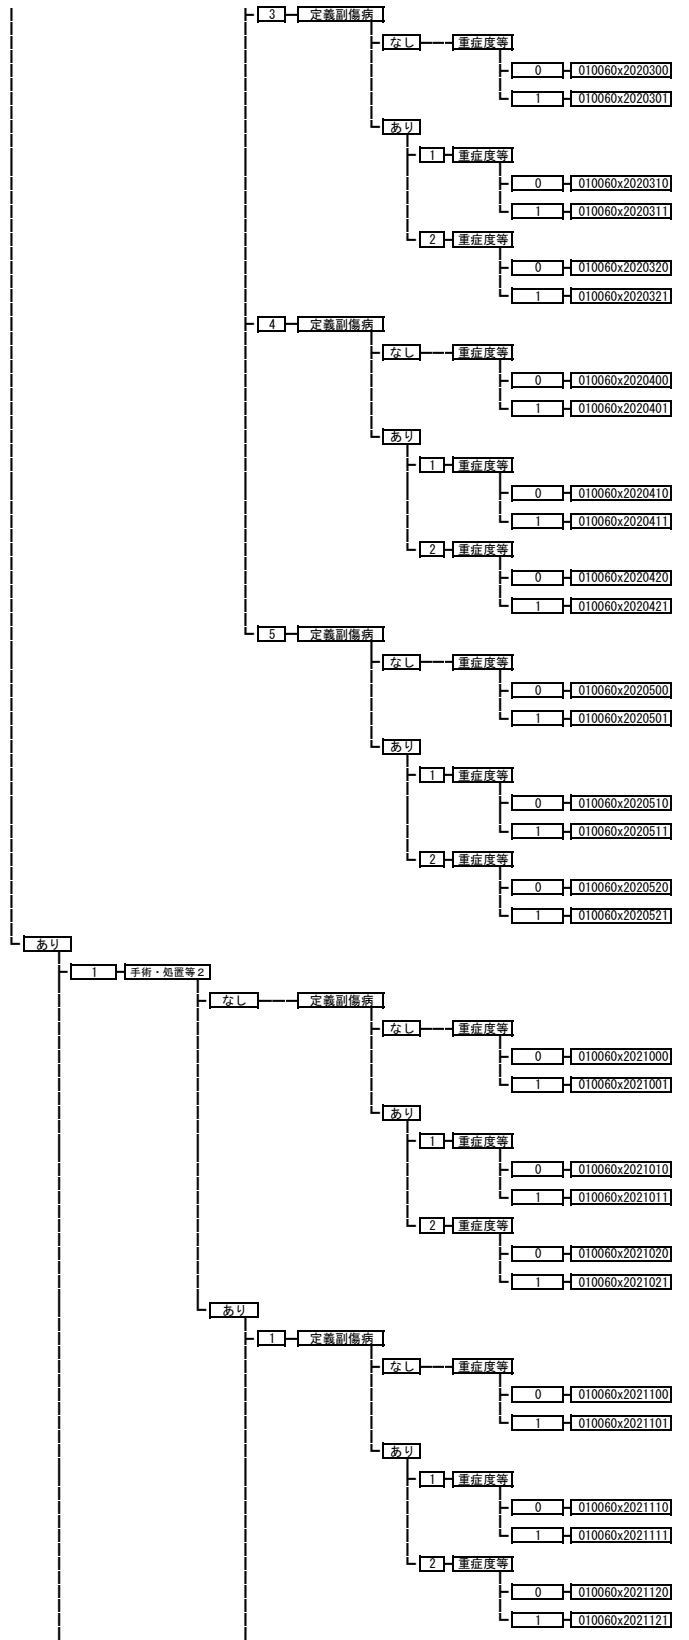 3 定義副傷病
なし 重症度等
0 010060x2020300
1 010060x2020301
あり
1 重症度等
0 010060x2020310
1 010060x2020311
2 重症度等
0 010060x2020320
1 010060x2020321
4 定義副傷病
なし 重症度等
0 010060x2020400
1 010060x2020401
あり
1 重症度等
0 010060x2020410
1 010060x2020411
2 重症度等
0 010060x2020420
1 010060x2020421
5 定義副傷病
なし 重症度等
0 010060x2020500
1 010060x2020501
あり
1 重症度等
0 010060x2020510
1 010060x2020511
2 重症度等
0 010060x2020520
1 010060x2020521
あり
1 手術・処置等2
なし 定義副傷病
なし 重症度等
0 010060x2021000
1 010060x2021001
あり
1 重症度等
0 010060x2021010
1 010060x2021011
2 重症度等
0 010060x2021020
1 010060x2021021
あり
1 定義副傷病
なし 重症度等
0 010060x2021100
1 010060x2021101
あり
1 重症度等
0 010060x2021110
1 010060x2021111
2 重症度等
0 010060x2021120
1 010060x2021121